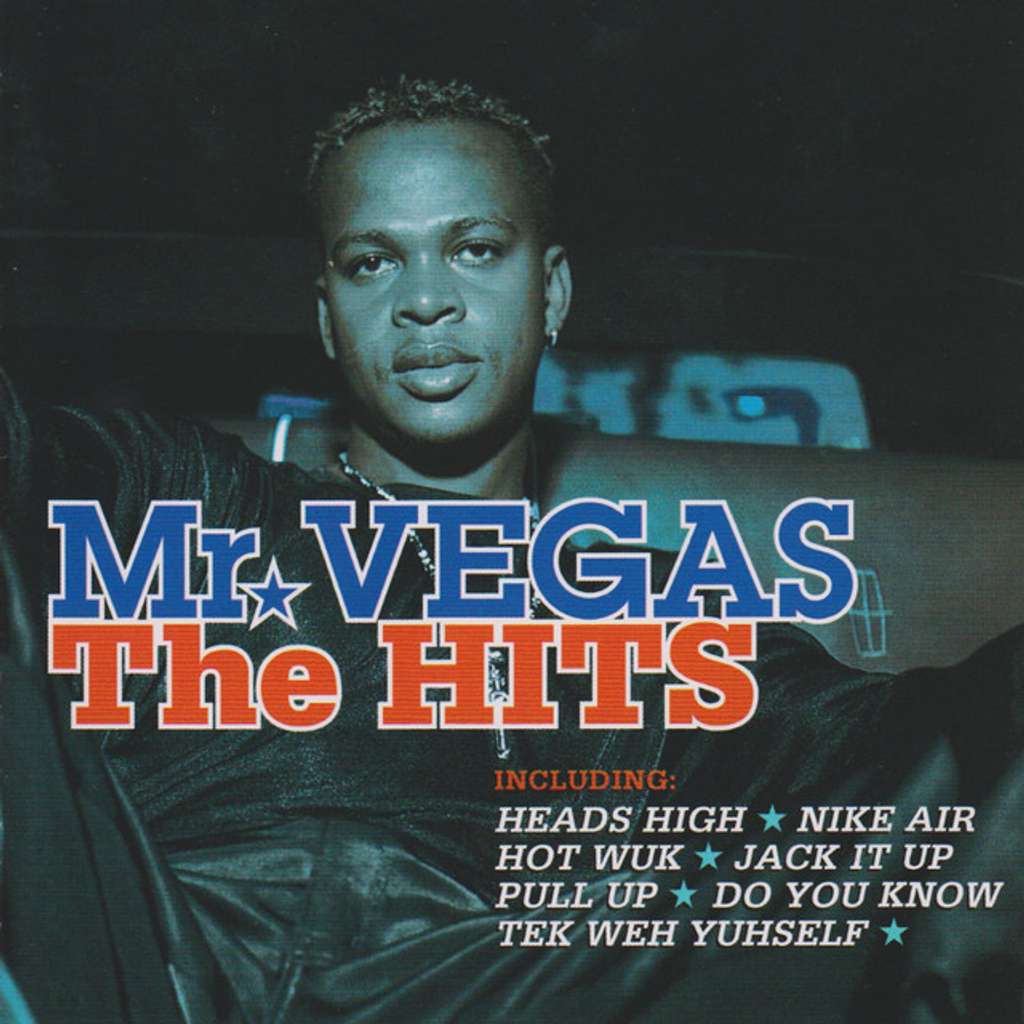 Mr. VEGAS
The HITS
INCLUDING:
HEADS HIGH ★ NIKE AIR
HOT WUK ★ JACK IT UP
PULL UP ★ DO YOU KNOW
TEK WEH YUHSELF ★